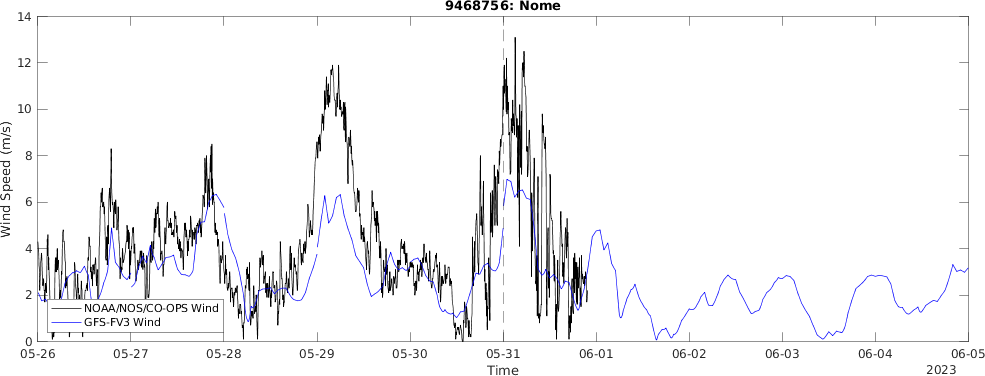 9468756: Nome
14
12
10
8
6
4
2
0
Wind Speed (m/s)
NOAA/NOS/CO-OPS Wind
GFS-FV3 Wind
05-26 05-27 05-28 05-29 05-30 05-31 06-01 06-02 06-03 06-04 06-05
Time
2023